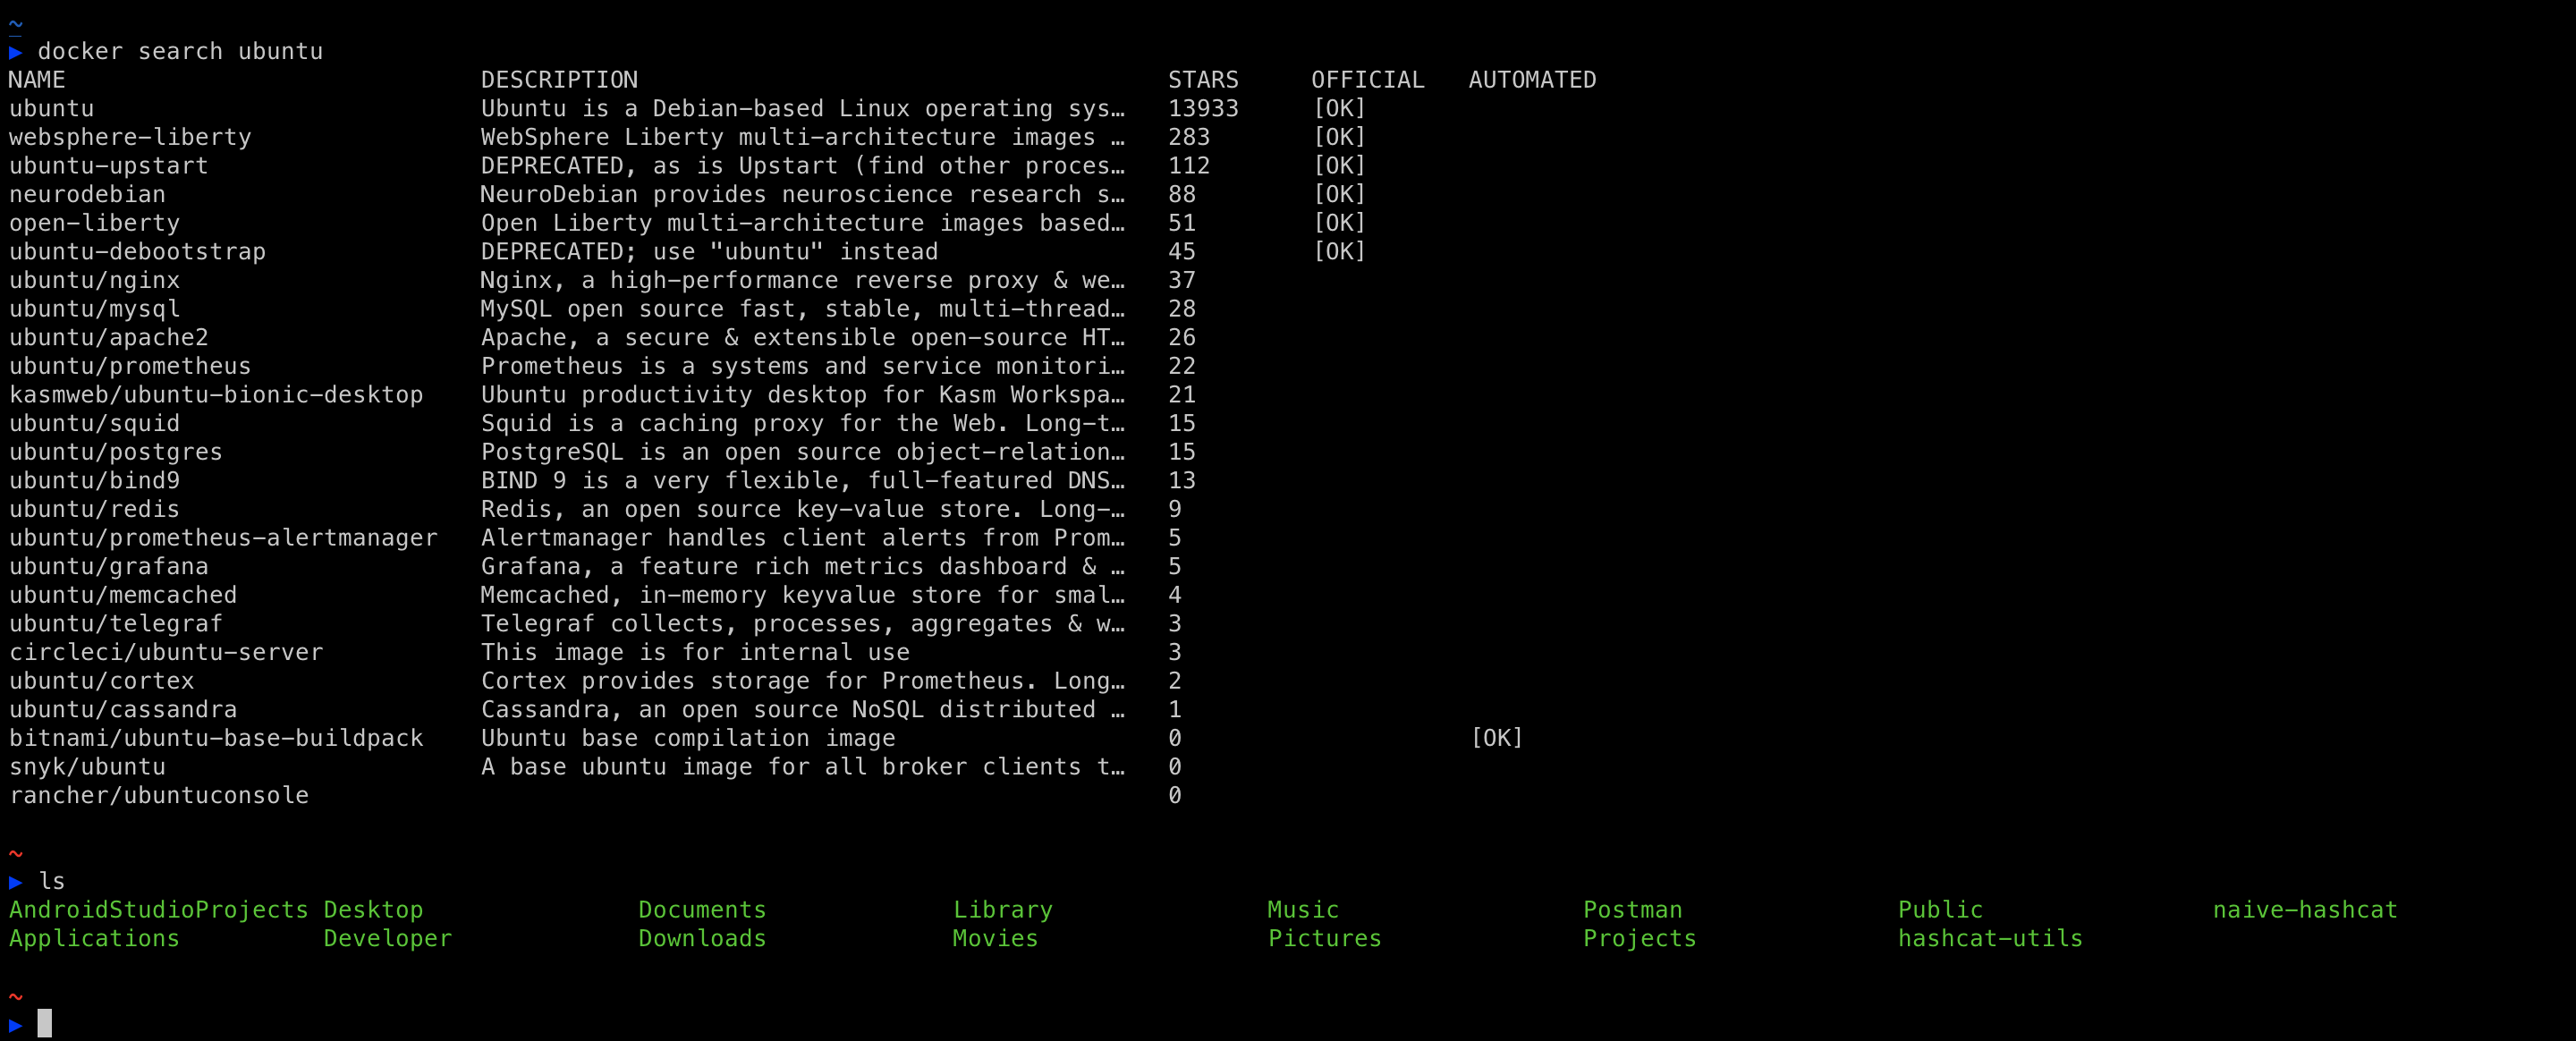 ~
▶ docker search ubuntu
NAME DESCRIPTION STARS OFFICIAL AUTOMATED
ubuntu Ubuntu is a Debian-based Linux operating sys… 13933 [OK]
websphere-liberty WebSphere Liberty multi-architecture images … 283 [OK]
ubuntu-upstart DEPRECATED, as is Upstart (find other proces… 112 [OK]
neurodebian NeuroDebian provides neuroscience research s… 88 [OK]
open-liberty Open Liberty multi-architecture images based… 51 [OK]
ubuntu-debootstrap DEPRECATED; use "ubuntu" instead 45 [OK]
ubuntu/nginx Nginx, a high-performance reverse proxy & we… 37
ubuntu/mysql MySQL open source fast, stable, multi-thread… 28
ubuntu/apache2 Apache, a secure & extensible open-source HT… 26
ubuntu/prometheus Prometheus is a systems and service monitori… 22
kasmweb/ubuntu-bionic-desktop Ubuntu productivity desktop for Kasm Workspa… 21
ubuntu/squid Squid is a caching proxy for the Web. Long-t… 15
ubuntu/postgres PostgreSQL is an open source object-relation… 15
ubuntu/bind9 BIND 9 is a very flexible, full-featured DNS… 13
ubuntu/redis Redis, an open source key-value store. Long-… 9
ubuntu/prometheus-alertmanager Alertmanager handles client alerts from Prom… 5
ubuntu/grafana Grafana, a feature rich metrics dashboard & … 5
ubuntu/memcached Memcached, in-memory keyvalue store for smal… 4
ubuntu/telegraf Telegraf collects, processes, aggregates & w… 3
circleci/ubuntu-server This image is for internal use 3
ubuntu/cortex Cortex provides storage for Prometheus. Long… 2
ubuntu/cassandra Cassandra, an open source NoSQL distributed … 1
bitnami/ubuntu-base-buildpack Ubuntu base compilation image 0 [OK]
snyk/ubuntu A base ubuntu image for all broker clients t… 0
rancher/ubuntuconsole 0
~
▶ ls
AndroidStudioProjects Desktop Documents Library Music Postman Public naive-hashcat
Applications Developer Downloads Movies Pictures Projects hashcat-utils
~
▶